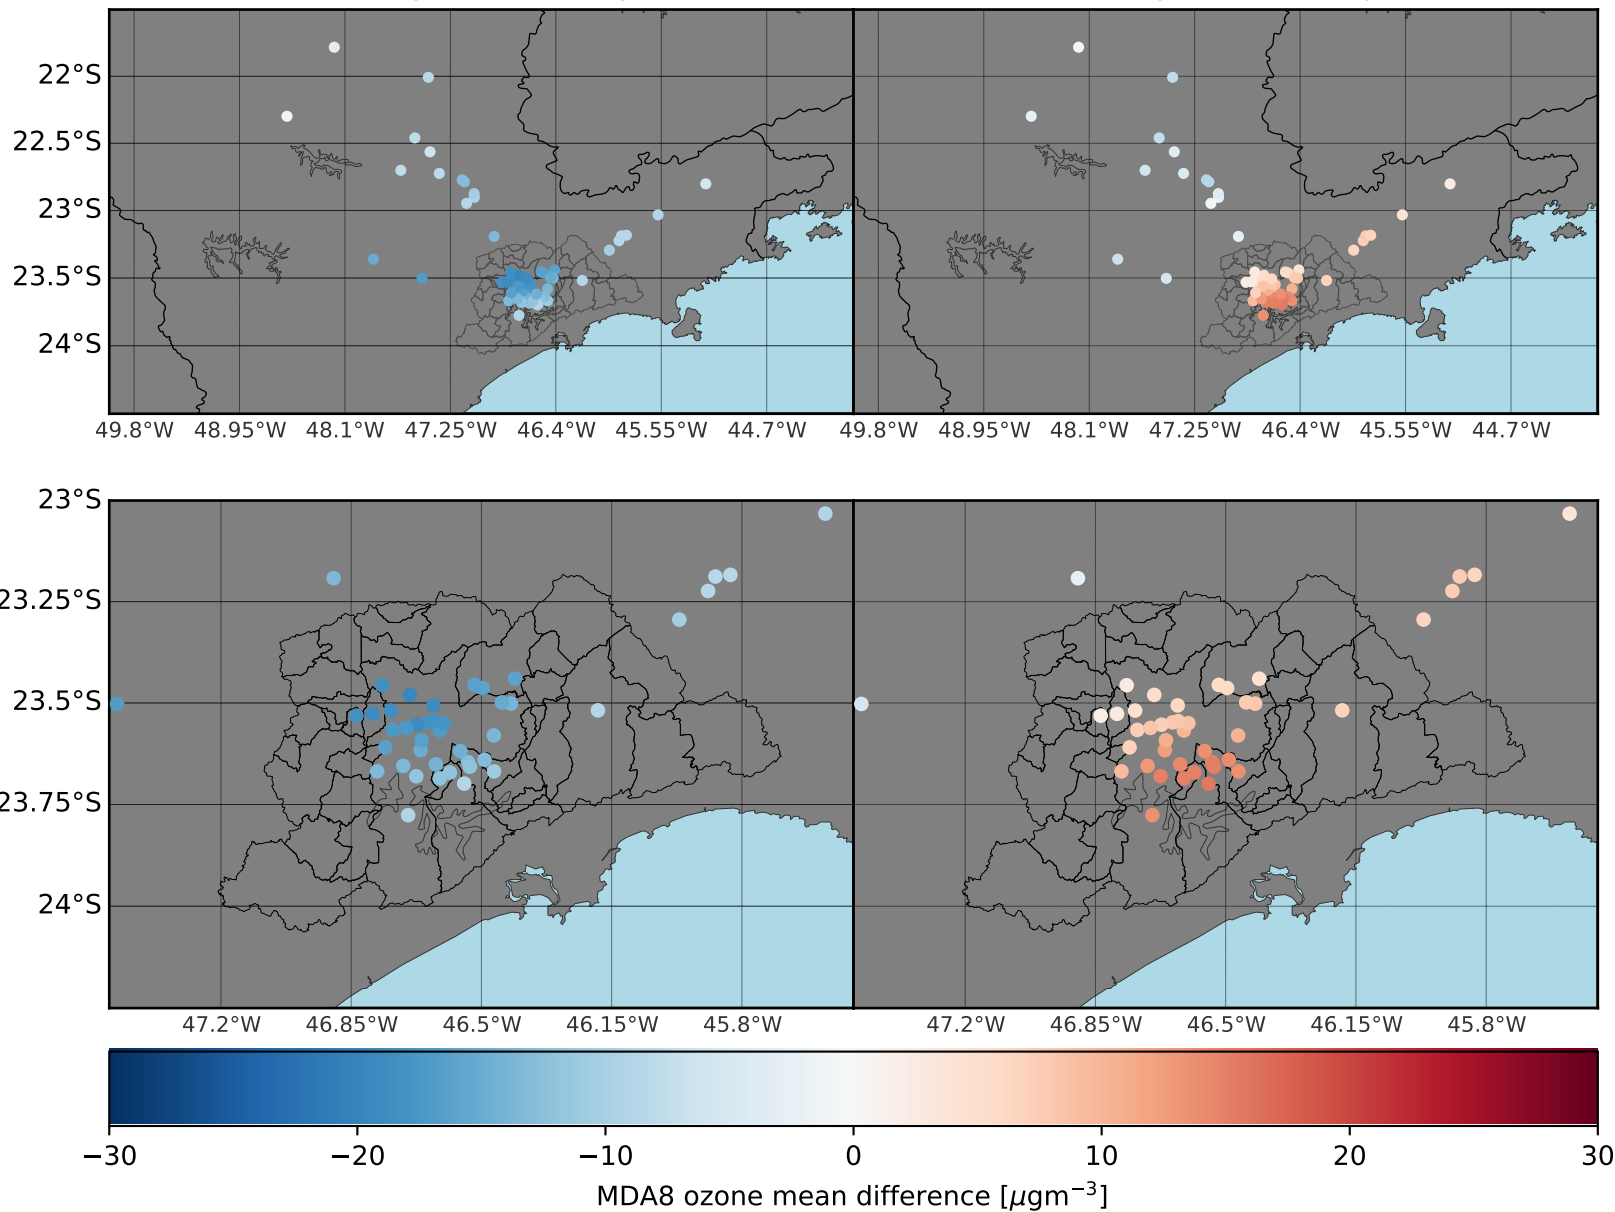 22°S
22.5°S
23°S
23.5°S
24°S
49.8°W 48.95°W 48.1°W 47.25°W 46.4°W 45.55°W 44.7°W 49.8°W 48.95°W 48.1°W 47.25°W 46.4°W 45.55°W 44.7°W
23°S
23.25°S
23.5°S
23.75°S
24°S
47.2°W 46.85°W 46.5°W 46.15°W 45.8°W 47.2°W 46.85°W 46.5°W 46.15°W 45.8°W
−30 −20 −10 0 10 20 30
MDA8 ozone mean difference [μgm⁻³]